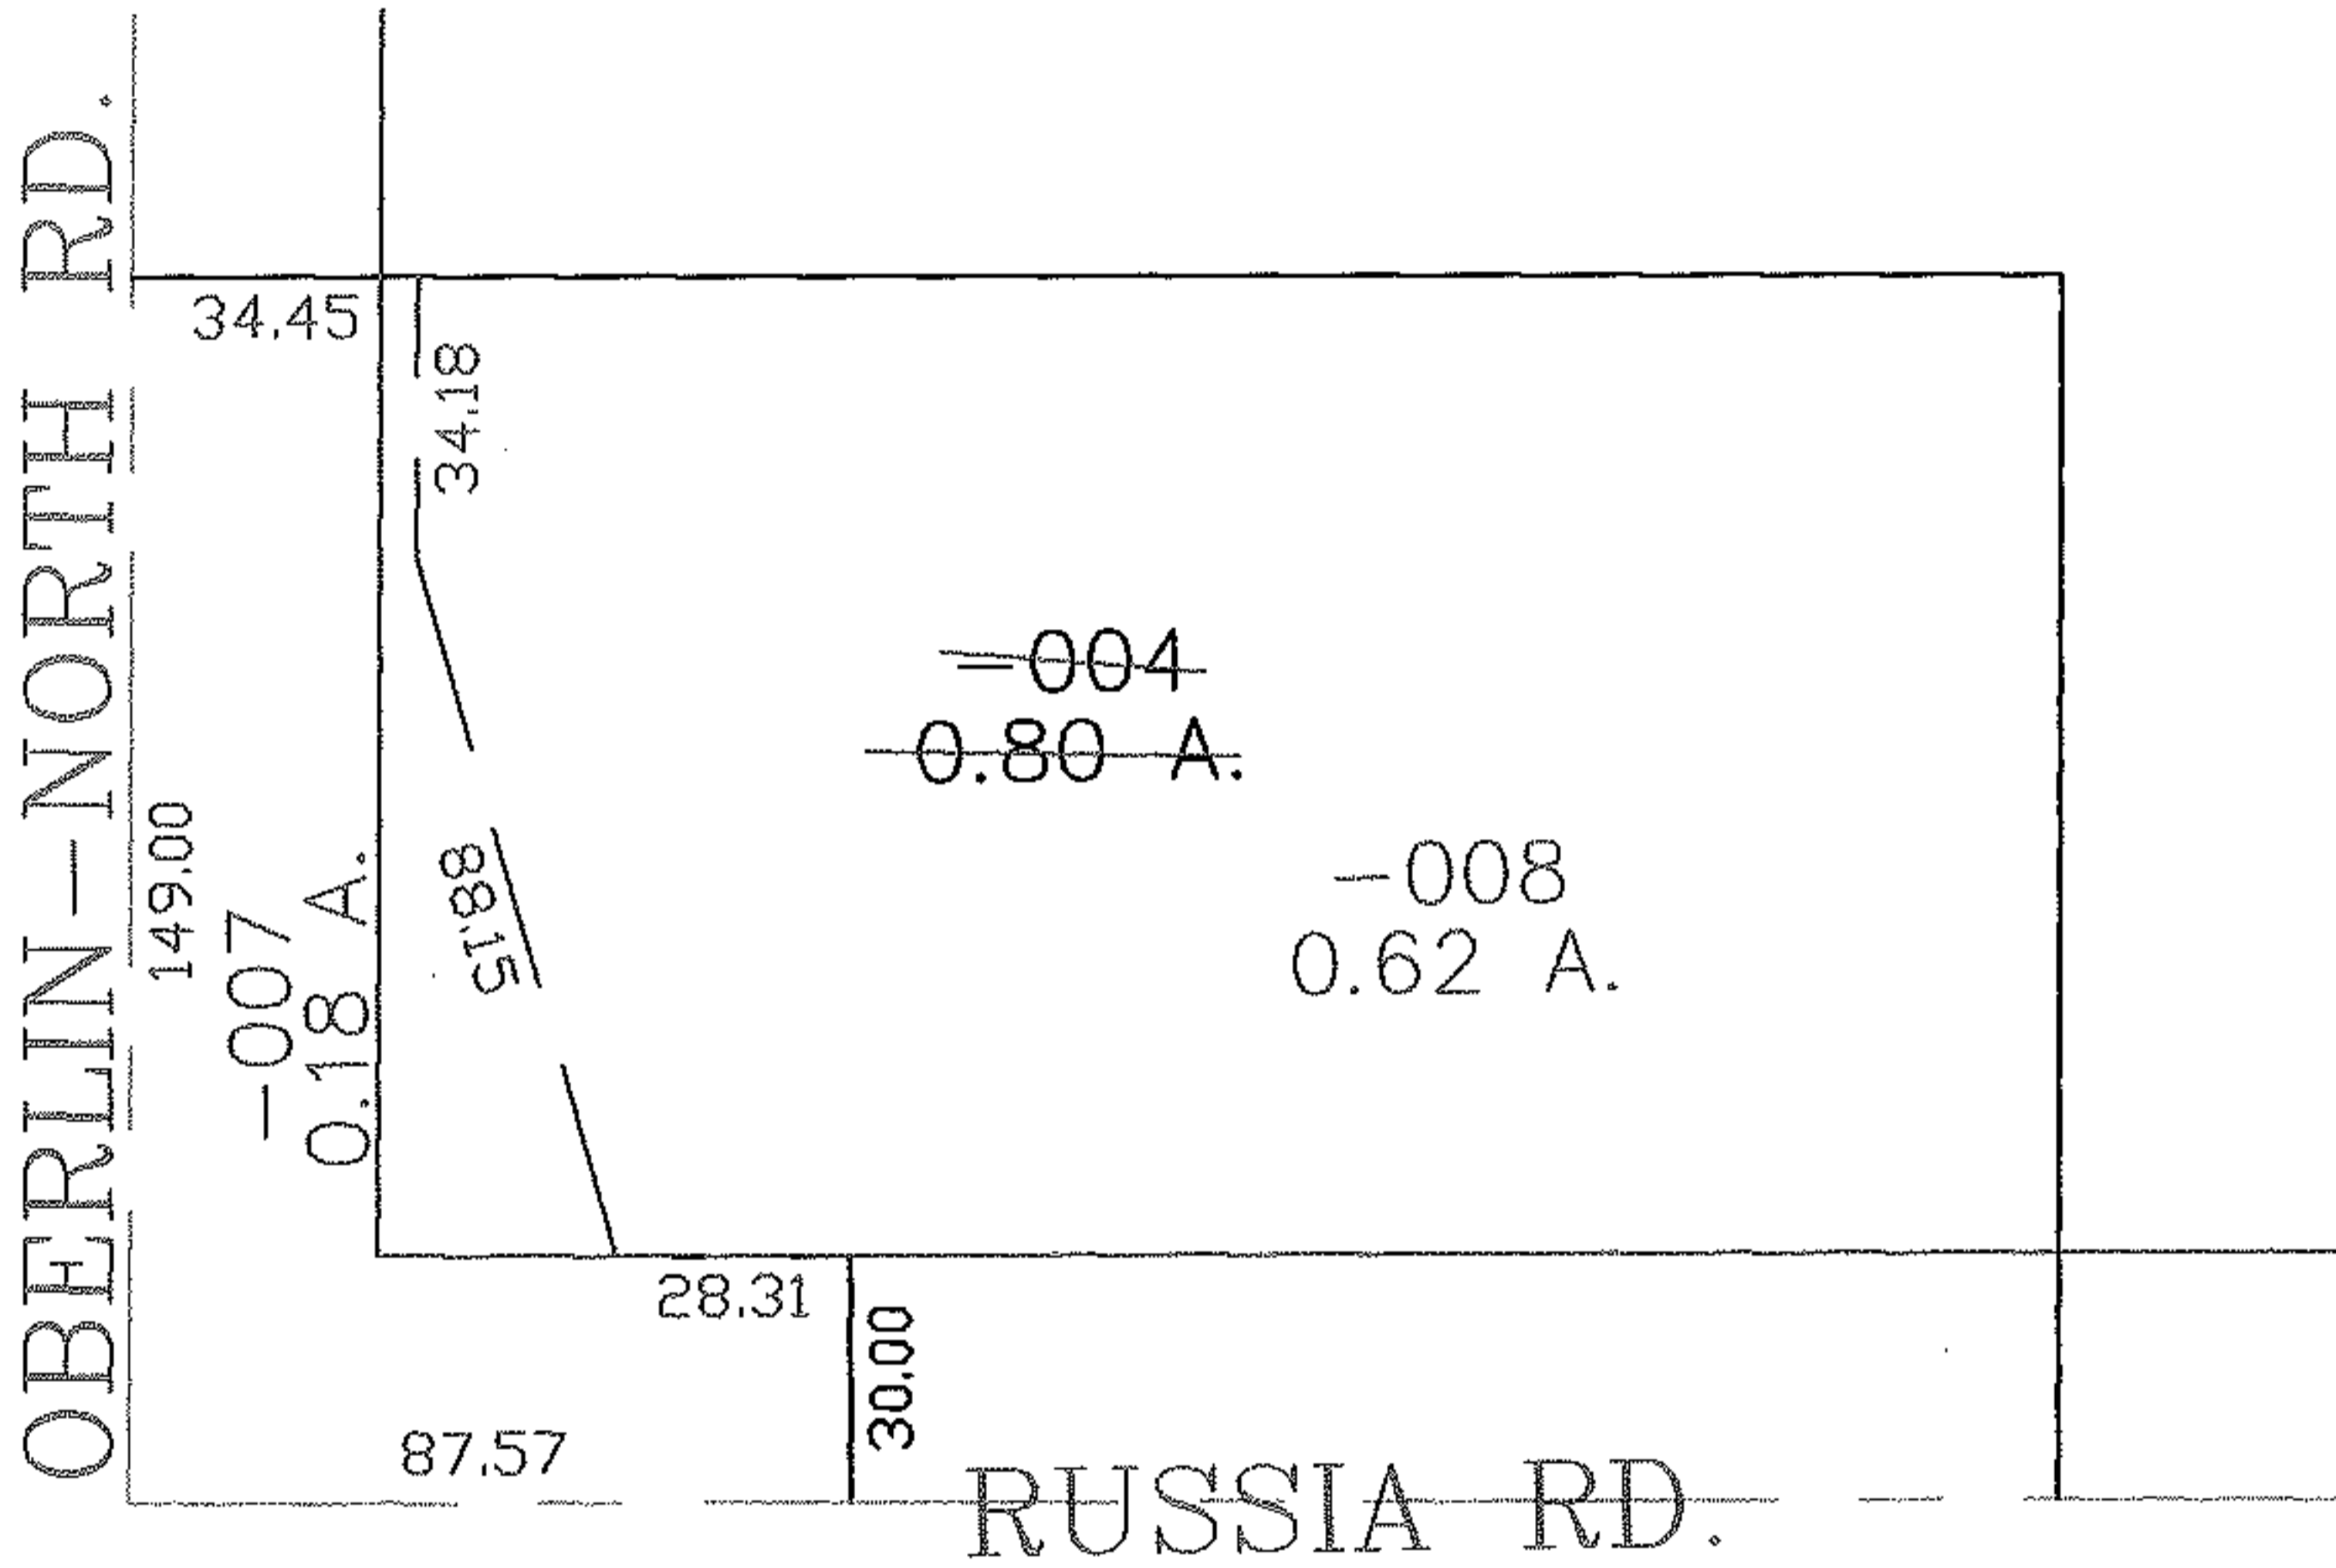 OBERLIN-NORTH RD.
34.45
34.18
-004
0.80 A.
149.00
-007
0.18 A.
88.15
-008
0.62 A.
28.31
30.00
87.57
RUSSIA RD.